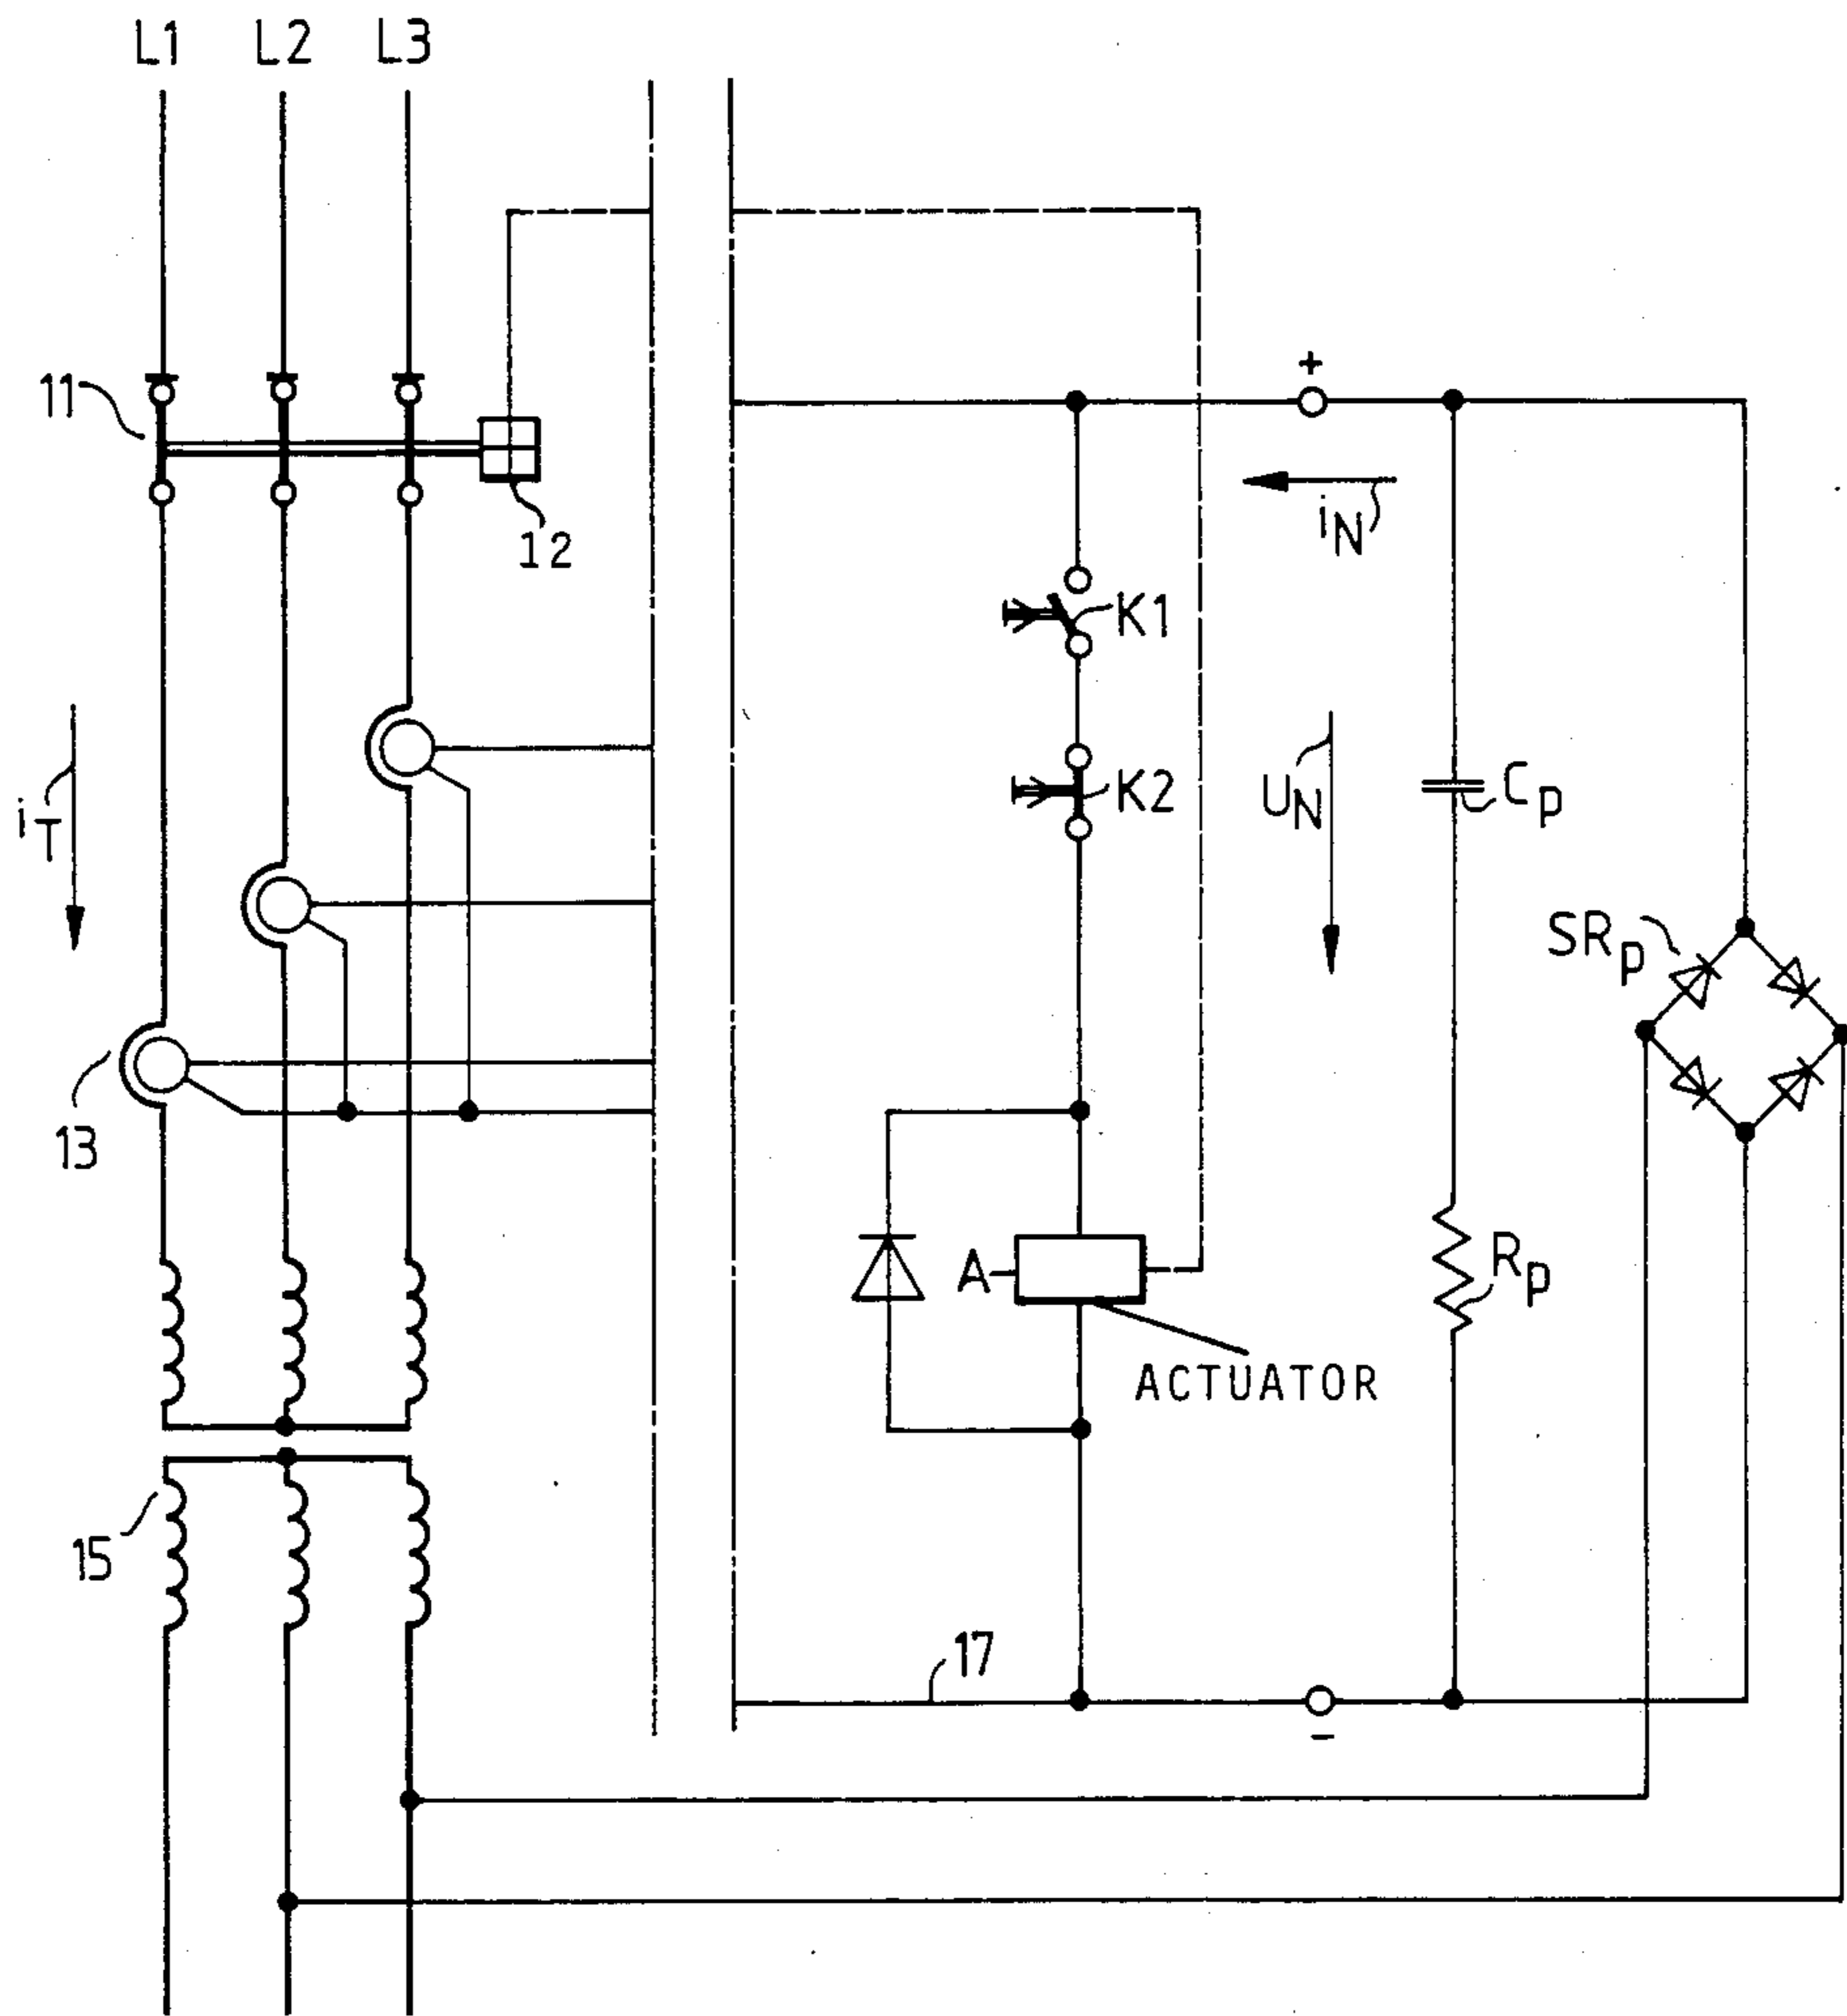 L1 L2 L3
11
12
+
iN
K1
iT
K2
UN
Cp
SRp
13
A
Rp
ACTUATOR
15
17
-